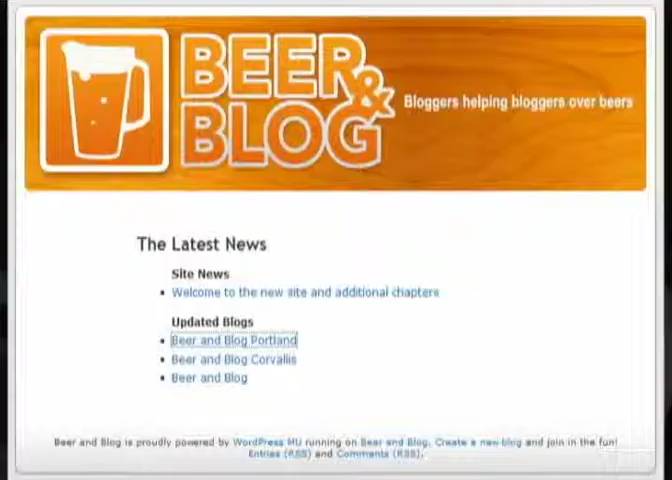 BEER
&
BLOG
Bloggers helping bloggers over beers
The Latest News
Site News
Welcome to the new site and additional chapters
Updated Blogs
Beer and Blog Portland
Beer and Blog Corvallis
Beer and Blog
Beer and Blog is proudly powered by WordPress MU running on Beer and Blog. Create a new blog and join in the fun!
Entries (RSS) and Comments (RSS).